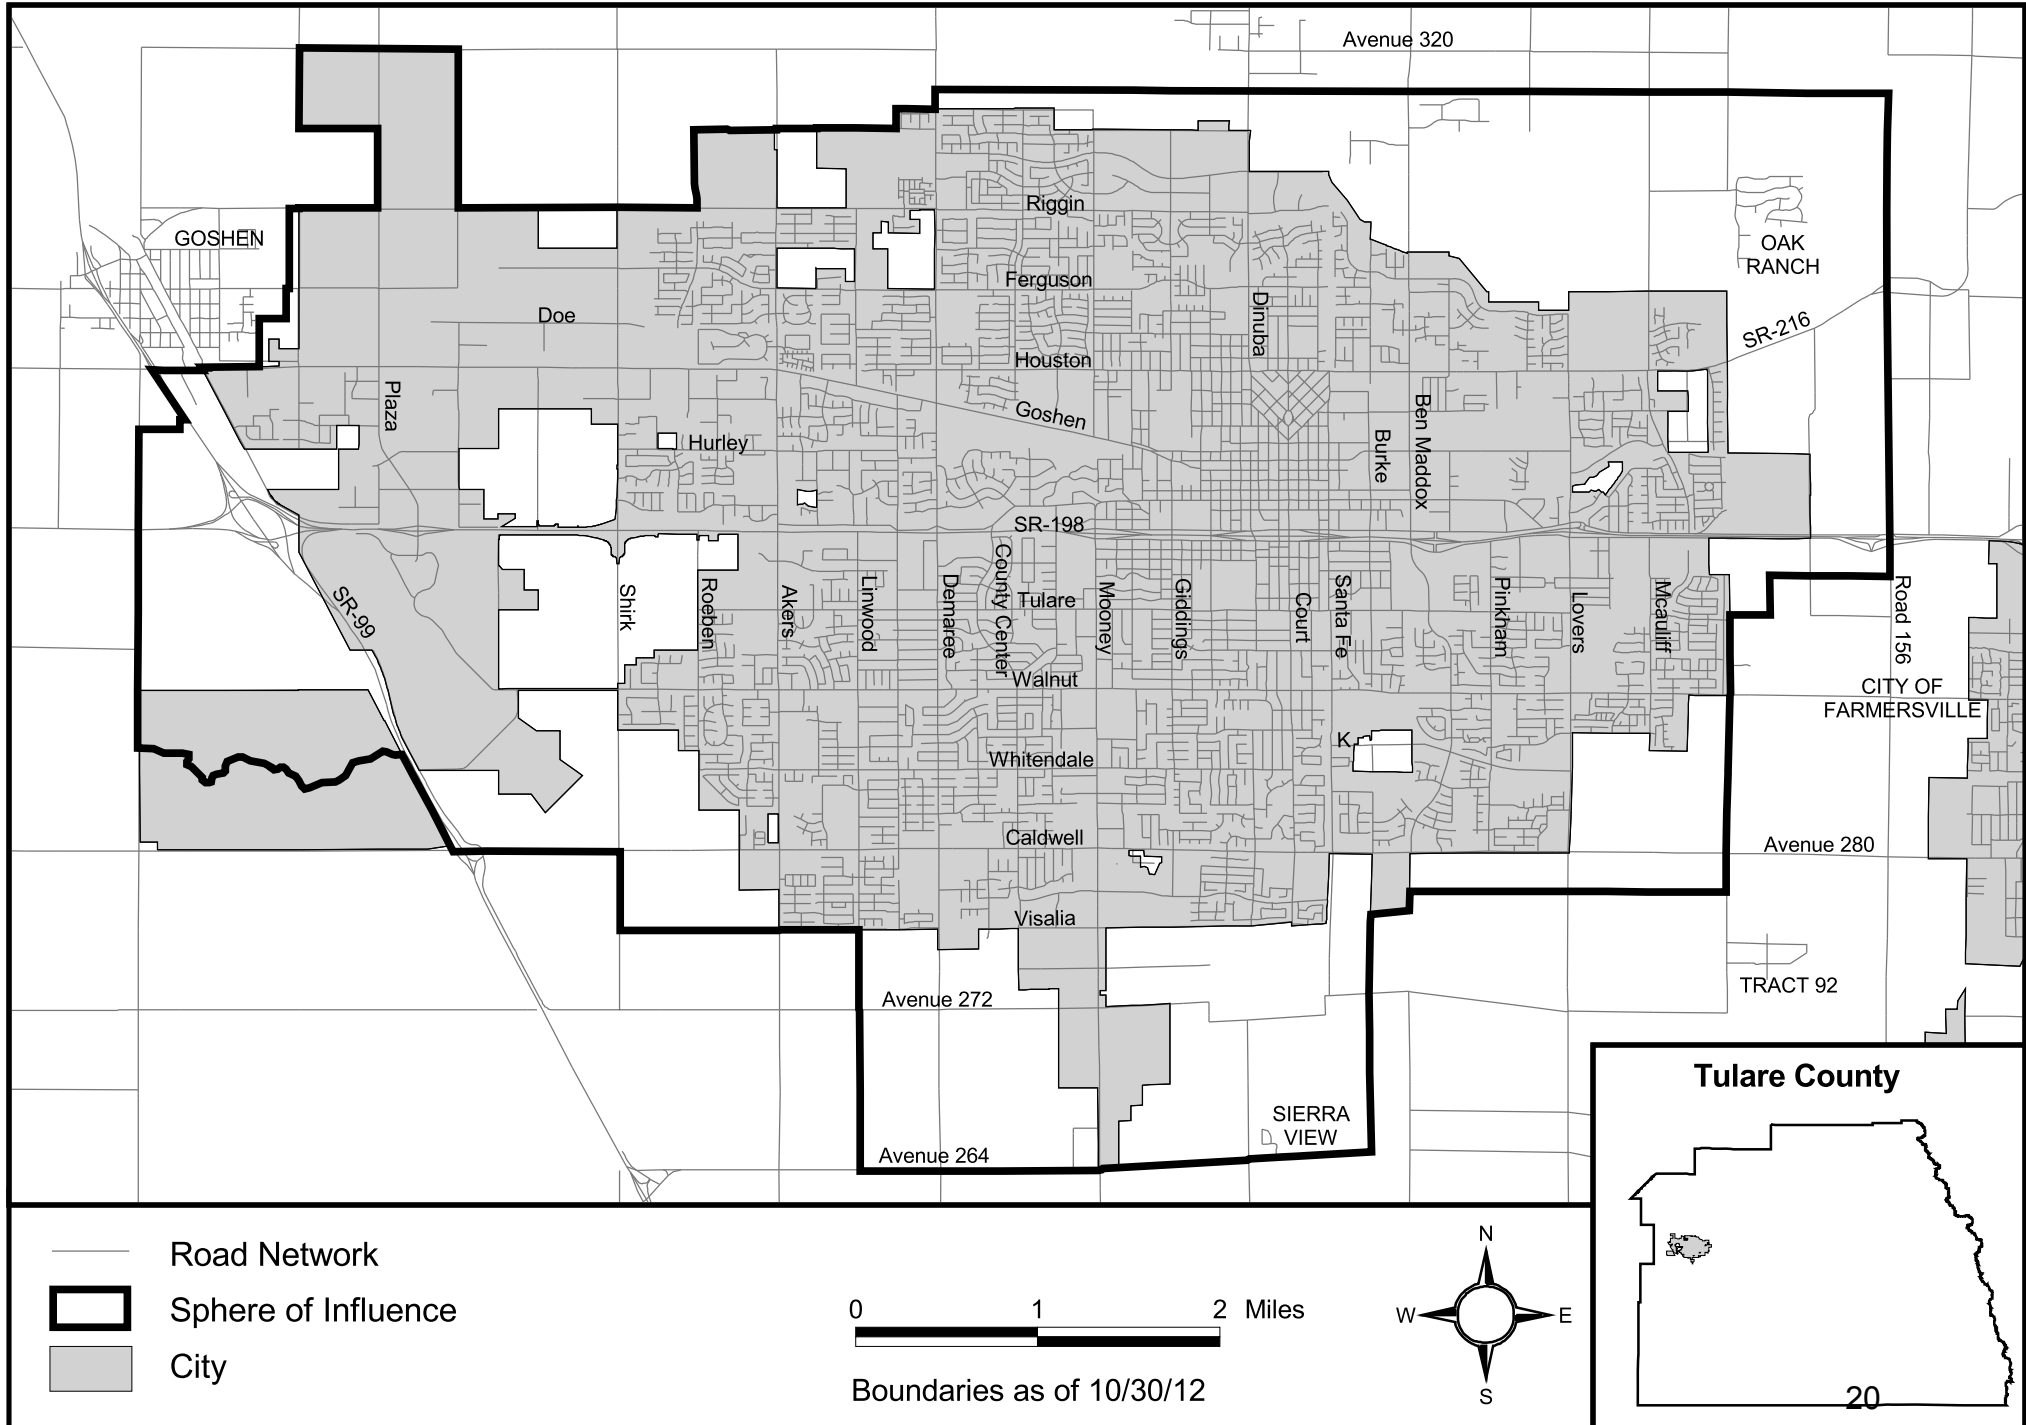 Avenue 320
Riggin
GOSHEN
OAK
RANCH
Ferguson
Doe
Dinuba
SR-216
Houston
Plaza
Goshen
Ben Maddox
Hurley
Burke
SR-198
SR-99
Shirk
Roeben
Akers
Linwood
Demaree
County Center
Tulare
Mooney
Giddings
Court
Santa Fe
Pinkham
Lovers
Mcauliff
Road 156
Walnut
CITY OF
FARMERSVILLE
K
Whitendale
Caldwell
Avenue 280
Visalia
TRACT 92
Avenue 272
SIERRA
VIEW
Avenue 264
Tulare County
20
Road Network
Sphere of Influence
City
0 1 2 Miles
Boundaries as of 10/30/12
N
W E
S